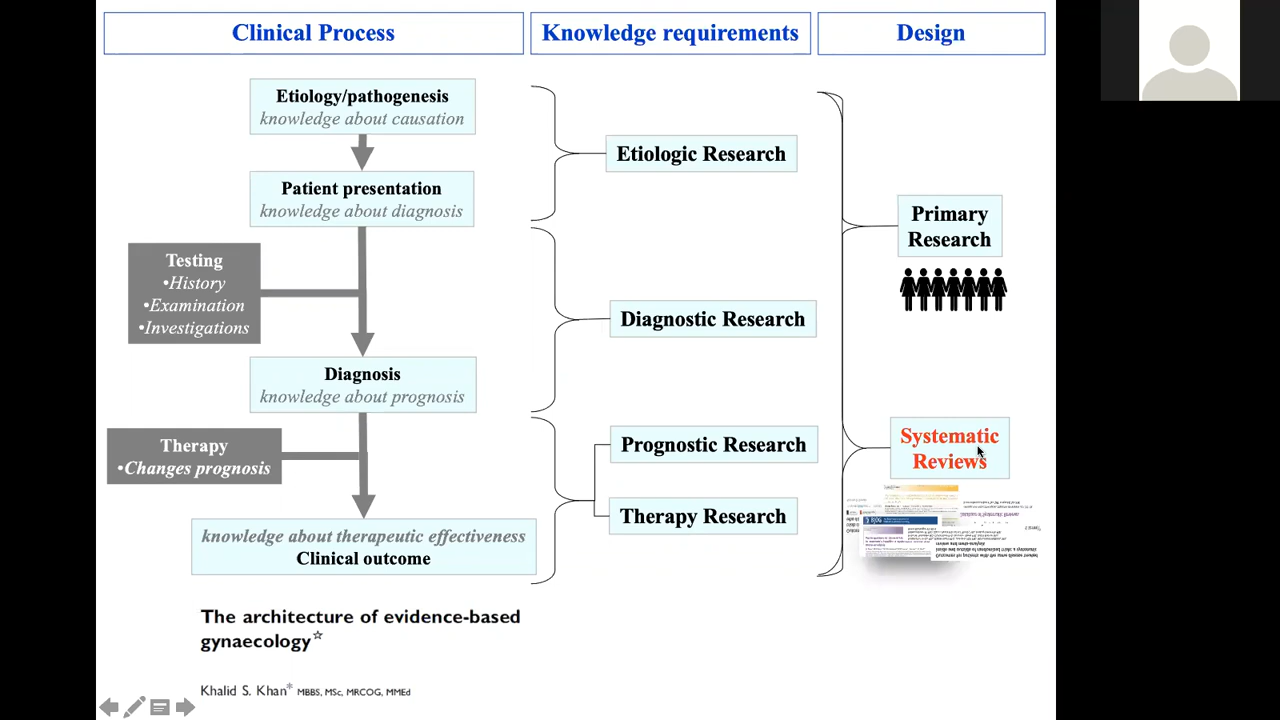 Clinical Process
Knowledge requirements
Design
Etiology/pathogenesis
knowledge about causation
Patient presentation
knowledge about diagnosis
Testing
•History
•Examination
•Investigations
Diagnosis
knowledge about prognosis
Therapy
•Changes prognosis
knowledge about therapeutic effectiveness
Clinical outcome
Etiologic Research
Diagnostic Research
Prognostic Research
Therapy Research
Primary
Research
Systematic
Reviews
The architecture of evidence-based
gynaecology☆
Khalid S. Khan* MBBS, MSc, MRCOG, MMEd